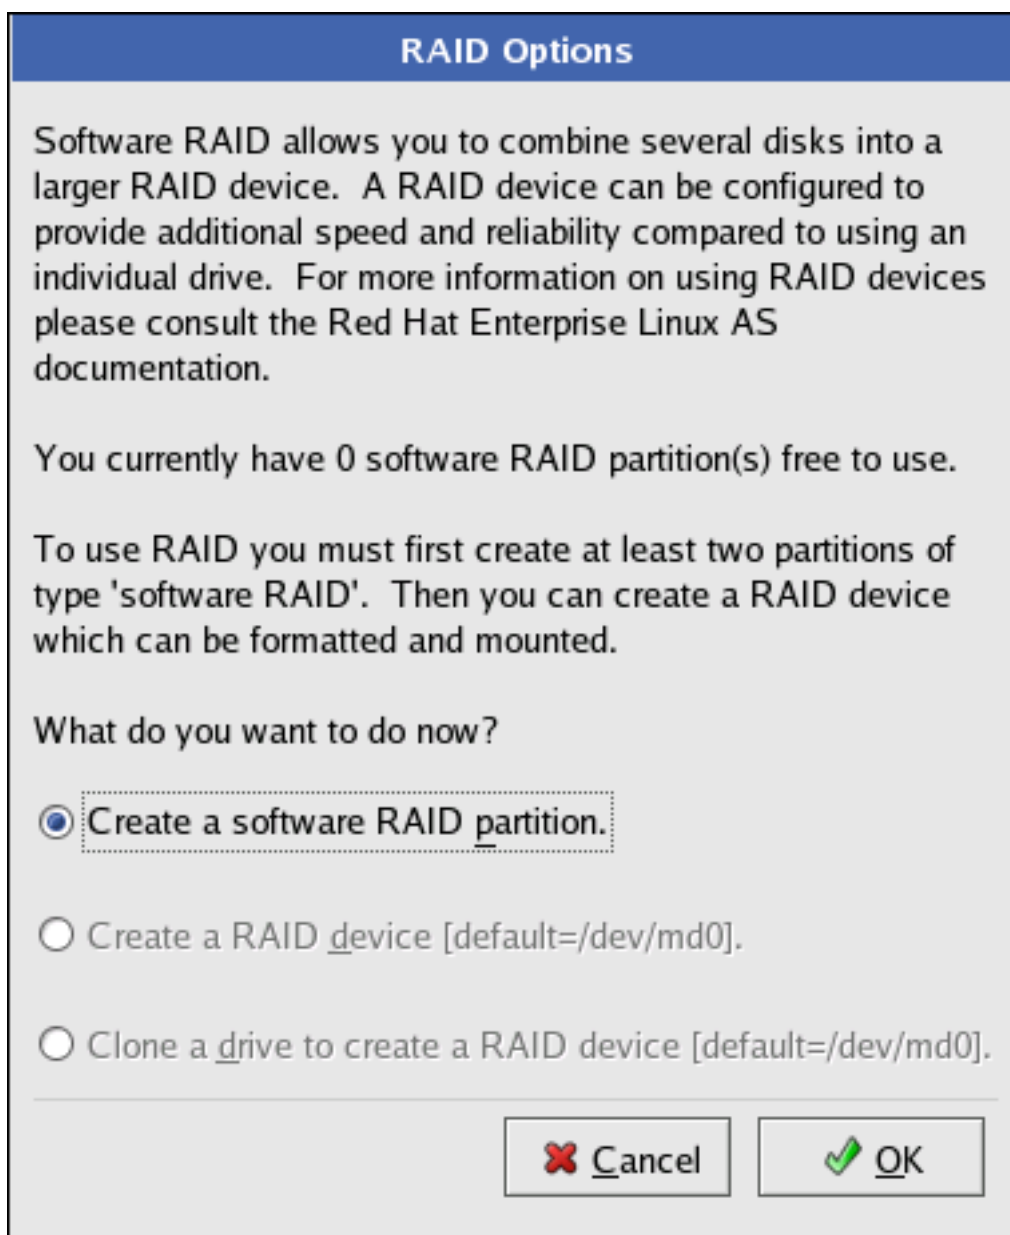 RAID Options
Software RAID allows you to combine several disks into a
larger RAID device.  A RAID device can be configured to
provide additional speed and reliability compared to using an
individual drive.  For more information on using RAID devices
please consult the Red Hat Enterprise Linux AS
documentation.
You currently have 0 software RAID partition(s) free to use.
To use RAID you must first create at least two partitions of
type 'software RAID'.  Then you can create a RAID device
which can be formatted and mounted.
What do you want to do now?
Create a software RAID partition.
Create a RAID device [default=/dev/md0].
Clone a drive to create a RAID device [default=/dev/md0].
Cancel
OK